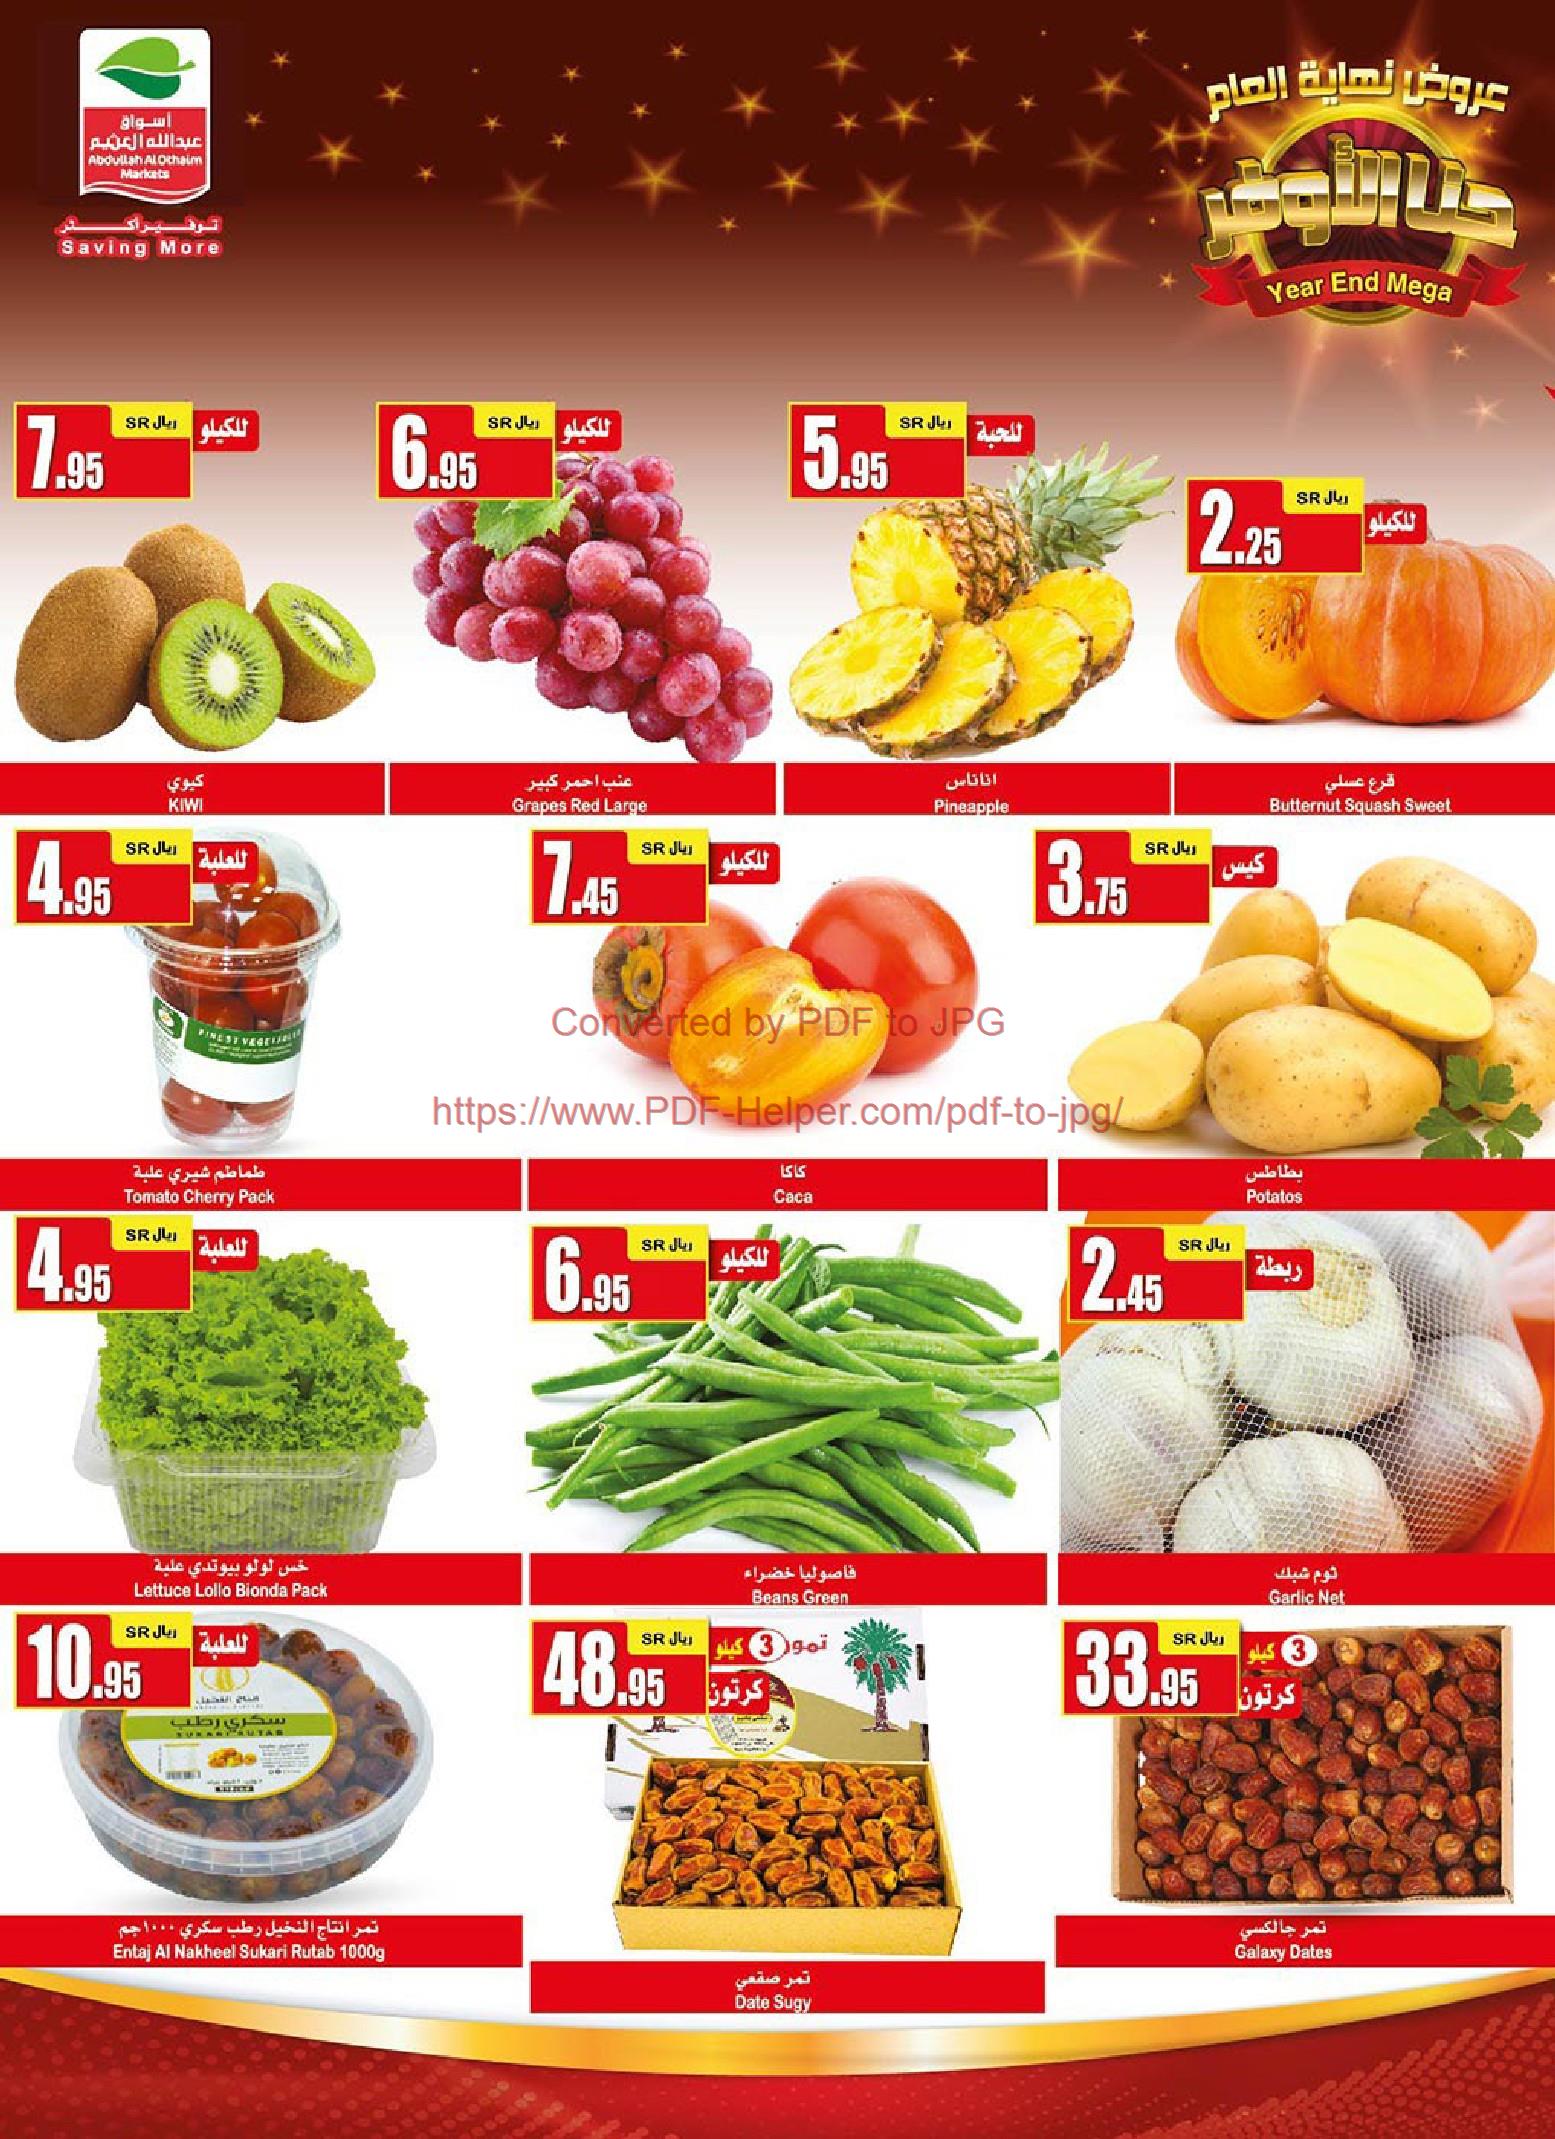 أسواق
عبدالله العثيم
Abdullah Al Othaim
Markets
توفير أكثر
Saving More
عروض نهاية العام
حنا الأوفر
Year End Mega
7.95 SR ريال للكيلو
6.95 SR ريال للكيلو
5.95 SR ريال للحبة
2.25 SR ريال للكيلو
كيوي
KIWI
عنب احمر كبير
Grapes Red Large
اناناس
Pineapple
قرع عسلي
Butternut Squash Sweet
4.95 SR ريال للعلبة
7.45 SR ريال للكيلو
3.75 SR ريال كيس
FINEST VEGETABLES
Converted by PDF to JPG
https://www.PDF-Helper.com/pdf-to-jpg/
طماطم شيري علبة
Tomato Cherry Pack
كاكا
Caca
بطاطس
Potatos
4.95 SR ريال للعلبة
6.95 SR ريال للكيلو
2.45 SR ريال ربطة
خس لولو بيوتدي علبة
Lettuce Lollo Bionda Pack
فاصوليا خضراء
Beans Green
ثوم شبك
Garlic Net
10.95 SR ريال للعلبة
48.95 SR ريال 3 كيلو
كرتون
تمور
33.95 SR ريال 3 كيلو
كرتون
سكري رطب
SUKARI RUTAB
تمر انتاج النخيل رطب سكري ١٠٠٠جم
Entaj Al Nakheel Sukari Rutab 1000g
تمر صقعي
Date Sugy
تمر جالكسي
Galaxy Dates